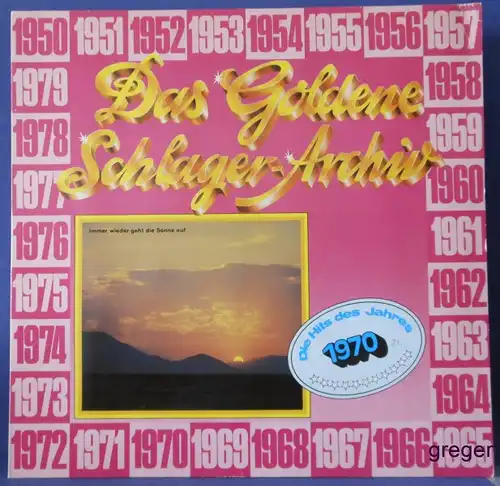 1950 1951 1952 1953 1954 1955 1956 1957
1979
1978
1977
1976
1975
1974
1973
Das Goldene
Schlager-Archiv
1958
1959
1960
1961
1962
1963
1964
immer wieder geht die Sonne auf
Die Hits des Jahres
1970
1972 1971 1970 1969 1968 1967 1966 1965
greger